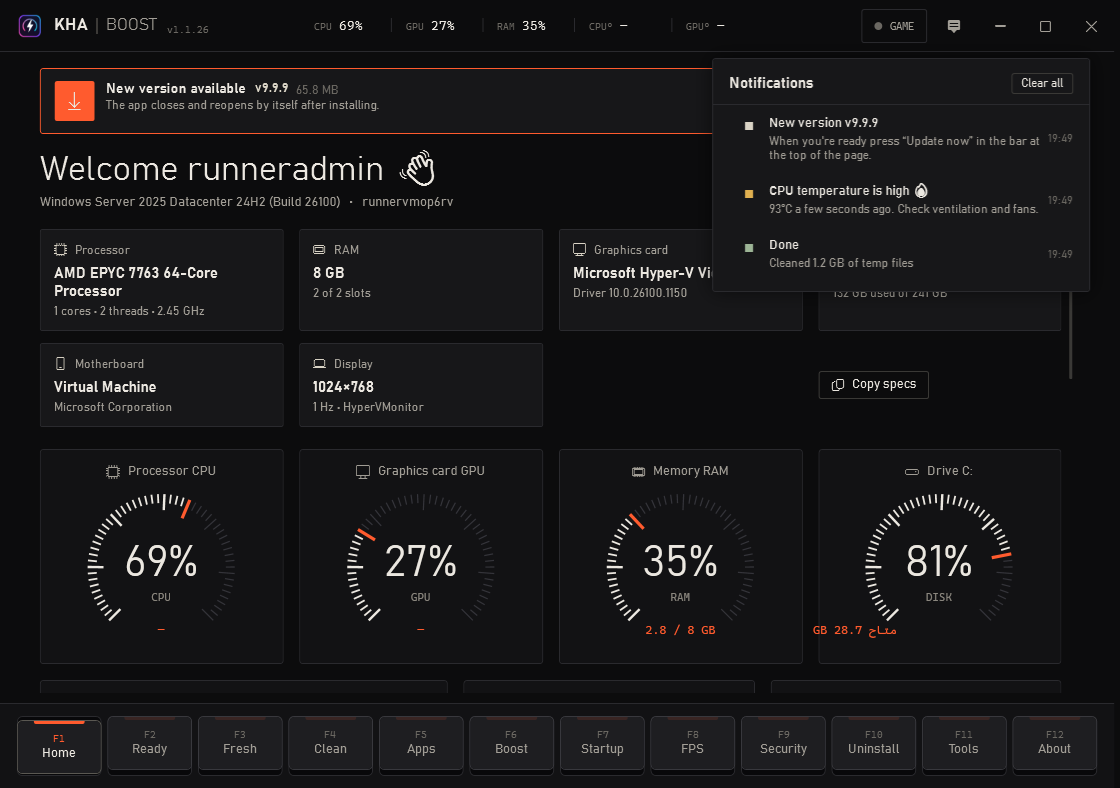 KHA | BOOST v1.1.26
CPU 69%
GPU 27%
RAM 35%
CPU° –
GPU° –
GAME
New version available v9.9.9 65.8 MB
The app closes and reopens by itself after installing.
Notifications
Clear all
New version v9.9.9
When you're ready press “Update now” in the bar at
the top of the page.
19:49
CPU temperature is high
93°C a few seconds ago. Check ventilation and fans.
19:49
Done
Cleaned 1.2 GB of temp files
19:49
Welcome runneradmin
Windows Server 2025 Datacenter 24H2 (Build 26100) • runnervmop6rv
Processor
AMD EPYC 7763 64-Core
Processor
1 cores • 2 threads • 2.45 GHz
RAM
8 GB
2 of 2 slots
Graphics card
Microsoft Hyper-V Vi
Driver 10.0.26100.1150
132 GB used of 241 GB
Motherboard
Virtual Machine
Microsoft Corporation
Display
1024×768
1 Hz • HyperVMonitor
Copy specs
Processor CPU
69%
CPU
–
Graphics card GPU
27%
GPU
–
Memory RAM
35%
RAM
2.8 / 8 GB
Drive C:
81%
DISK
متاح 28.7 GB
F1
Home
F2
Ready
F3
Fresh
F4
Clean
F5
Apps
F6
Boost
F7
Startup
F8
FPS
F9
Security
F10
Uninstall
F11
Tools
F12
About